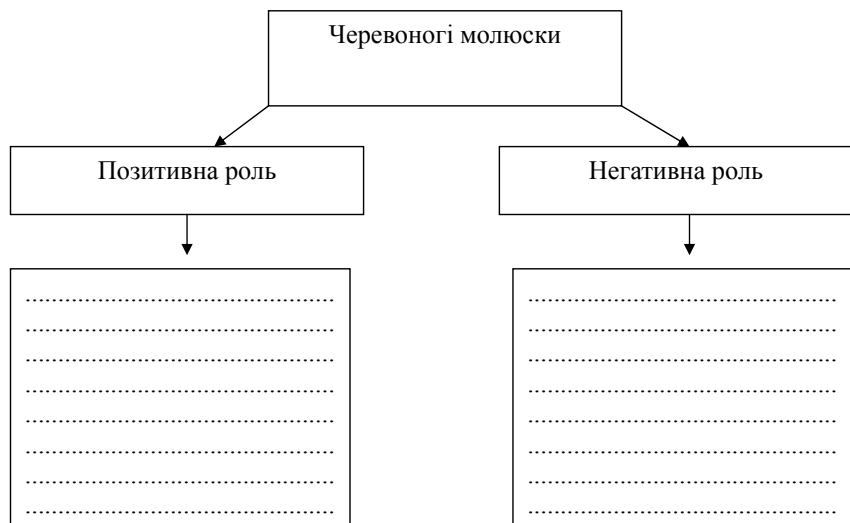 Черевоногі молюски
Позитивна роль
Негативна роль